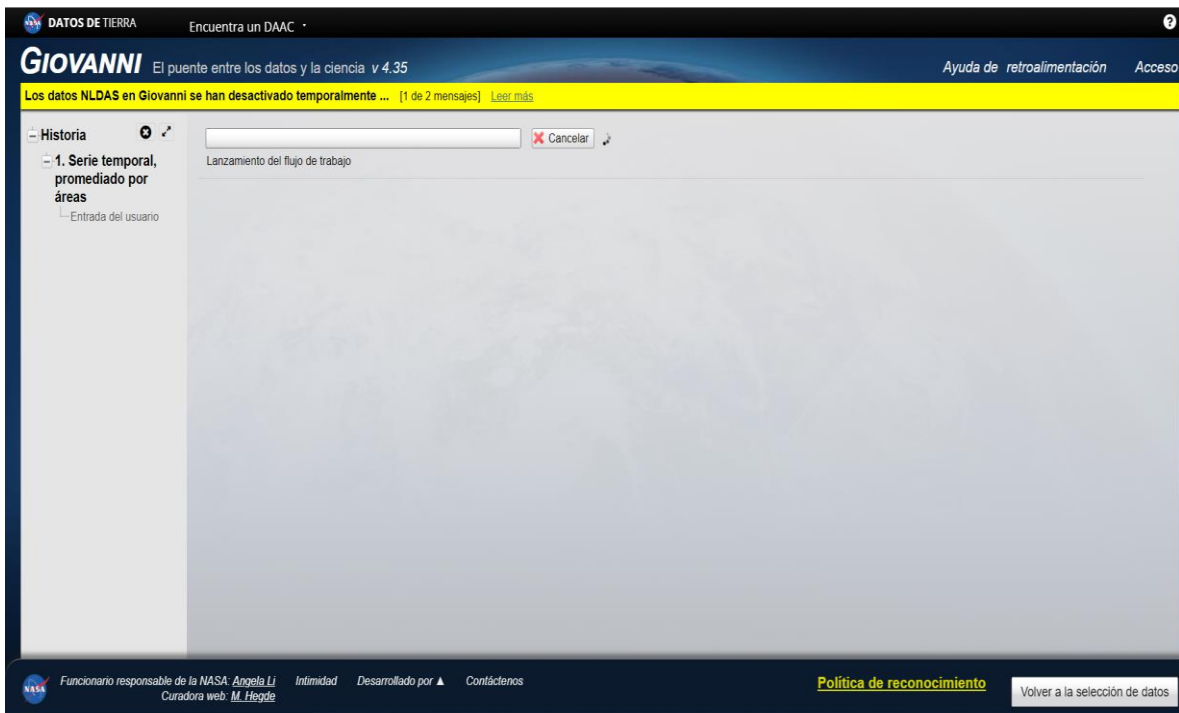 DATOS DE TIERRA
Encuentra un DAAC
?
GIOVANNI El puente entre los datos y la ciencia v 4.35
Ayuda de retroalimentación Acceso
Los datos NLDAS en Giovanni se han desactivado temporalmente ... [1 de 2 mensajes] Leer más
Historia
1. Serie temporal,
promediado por
áreas
Entrada del usuario
Cancelar
Lanzamiento del flujo de trabajo
NASA
Funcionario responsable de la NASA: Angela Li
Curadora web: M. Hegde
Intimidad
Desarrollado por ▲
Contáctenos
Política de reconocimiento
Volver a la selección de datos